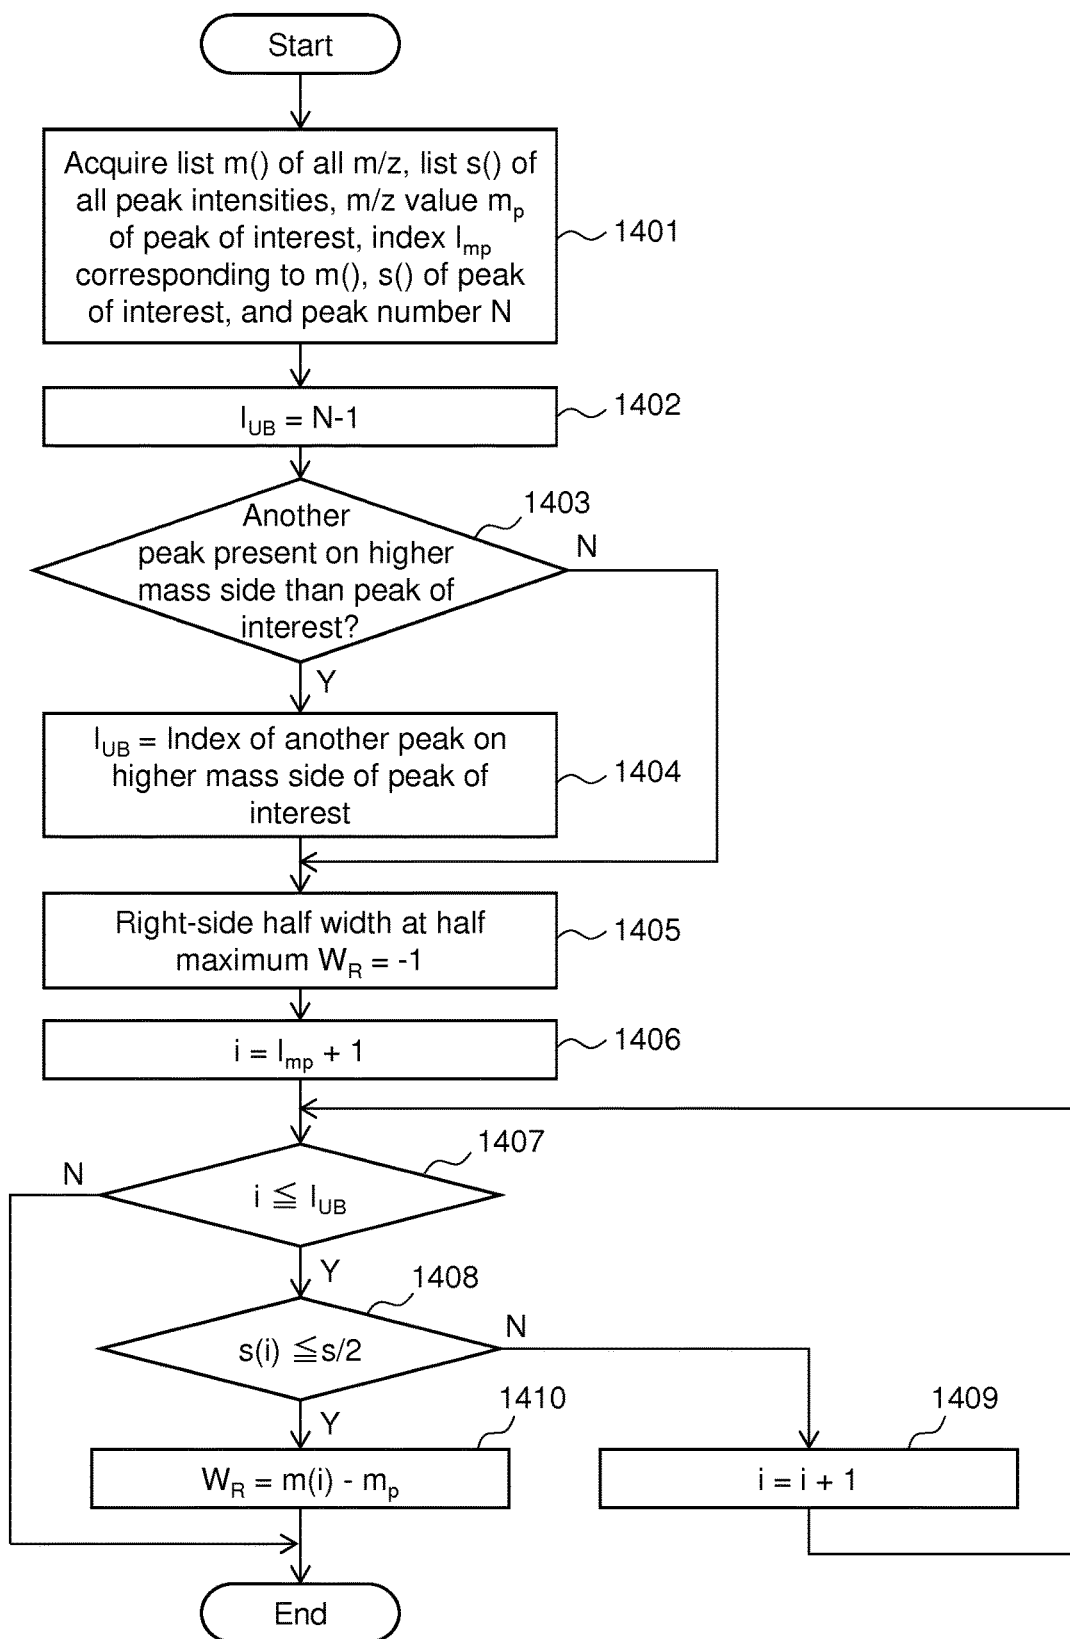 Start
Acquire list m() of all m/z, list s() of
all peak intensities, m/z value mp
of peak of interest, index Imp
corresponding to m(), s() of peak
of interest, and peak number N
1401
IUB = N-1
1402
1403
Another
peak present on higher
mass side than peak of
interest?
N
Y
IUB = Index of another peak on
higher mass side of peak of
interest
1404
Right-side half width at half
maximum WR = -1
1405
i = Imp + 1
1406
1407
N
i ≦ IUB
Y
1408
s(i) ≦s/2
N
Y
1410
WR = m(i) - mp
1409
i = i + 1
End